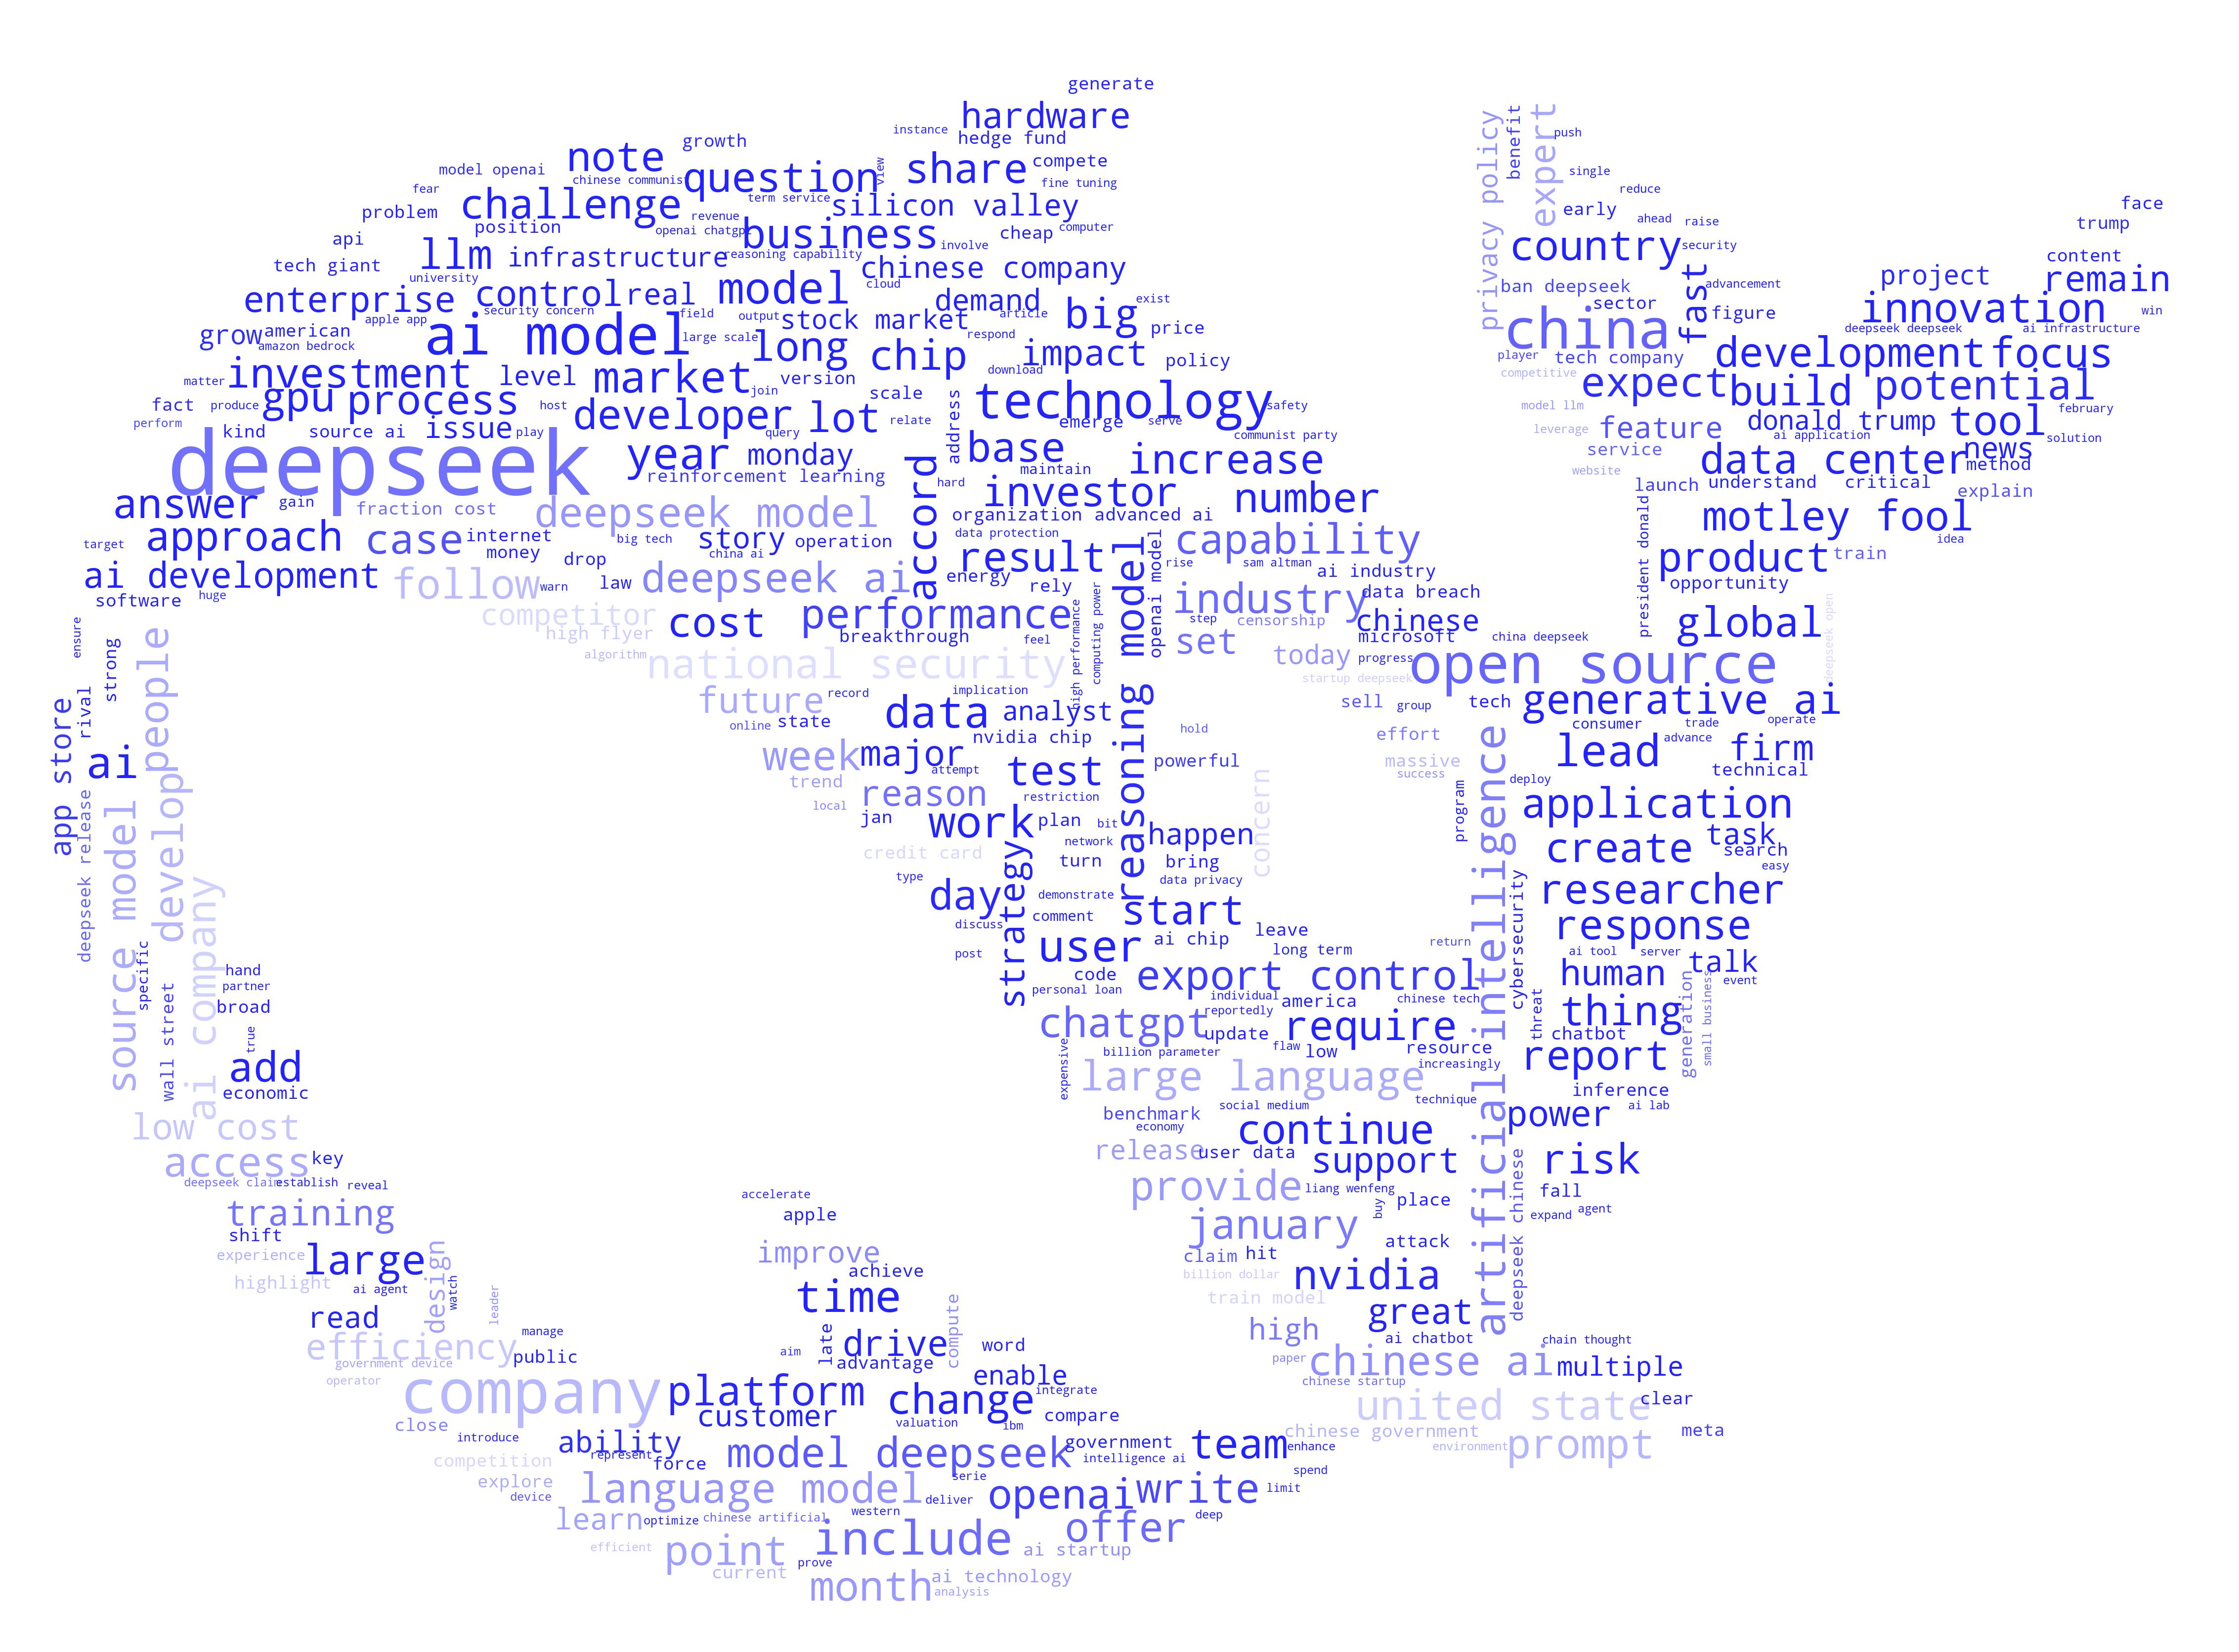 generate
hardware
instance
hedge fund
growth
note
share
compete
model openai
question
view
chinese communist
fine tuning
fear
challenge
term service
silicon valley
problem
revenue
position
openai chatgpt
business
cheap
computer
api
involve
llm
infrastructure
reasoning capability
tech giant
chinese company
university
enterprise
control
real
model
cloud
demand
exist
security concern
big
grow
american
apple app
field
output
stock market
article
price
ai model
large scale
respond
amazon bedrock
long
chip
impact
policy
matter
investment
level
market
version
download
join
scale
fact
produce
gpu
process
host
developer
lot
technology
safety
perform
kind
source ai
issue
play
query
relate
address
emerge
serve
communist party
deepseek
year
monday
base
increase
reinforcement learning
maintain
hard
accord
answer
gain
fraction cost
deepseek model
investor
number
organization advanced ai
target
approach
case
internet
big tech
story
operation
data protection
capability
money
china ai
result
openai model
drop
rise
sam altman
ai development
follow
warn
law
deepseek ai
energy
rely
ai industry
software
huge
industry
data breach
competitor
cost
performance
high performance
computing power
step
censorship
chinese
high flyer
breakthrough
feel
set
microsoft
china deepseek
algorithm
national security
today
progress
startup deepseek
ensure
strong
people
future
record
implication
reasoning model
rival
online
state
data
analyst
sell
group
tech
app store
nvidia chip
hold
effort
ai
week
major
powerful
massive
trend
attempt
test
success
deepseek release
source model
develop
local
reason
restriction
concern
jan
work
plan
bit
happen
credit card
network
turn
bring
type
strategy
data privacy
day
demonstrate
start
comment
discuss
leave
post
user
ai chip
long term
return
specific
ai company
hand
partner
code
export control
broad
wall street
personal loan
individual
america
chinese tech
reportedly
chatgpt
update
require
true
add
billion parameter
flaw
low
resource
economic
expensive
large language
increasingly
low cost
benchmark
social medium
technique
economy
continue
access
key
release
user data
support
deepseek claim
establish
reveal
provide
liang wenfeng
training
accelerate
place
shift
apple
january
buy
experience
large
design
improve
claim
hit
attack
highlight
achieve
billion dollar
nvidia
ai agent
watch
leader
time
train model
read
late
drive
compute
great
efficiency
manage
word
high
ai chatbot
chain thought
government device
public
aim
advantage
paper
chinese ai
multiple
operator
enable
chinese startup
company
platform
change
integrate
united state
clear
close
customer
valuation
ibm
compare
chinese government
meta
introduce
ability
government
team
enhance
environment
prompt
competition
represent
force
model deepseek
intelligence ai
explore
serie
spend
device
language model
deliver
openai
write
limit
learn
optimize
chinese artificial
western
offer
deep
efficient
point
include
ai startup
current
prove
month
ai technology
analysis
privacy policy
benefit
expert
push
single
reduce
early
ahead
raise
face
trump
country
security
content
fast
ban deepseek
advancement
project
remain
sector
figure
innovation
win
china
deepseek deepseek
ai infrastructure
player
tech company
development
focus
competitive
expect
build
potential
model llm
february
leverage
feature
donald trump
tool
ai application
solution
service
news
website
data center
method
launch
understand
critical
explain
president donald
motley fool
idea
product
train
opportunity
global
deepseek open
open source
generative ai
consumer
trade
operate
lead
advance
firm
technical
program
deploy
artificial intelligence
application
create
task
search
easy
cybersecurity
researcher
response
ai tool
server
human
talk
event
generation
small business
threat
thing
chatbot
report
inference
power
ai lab
risk
deepseek chinese
fall
expand
agent